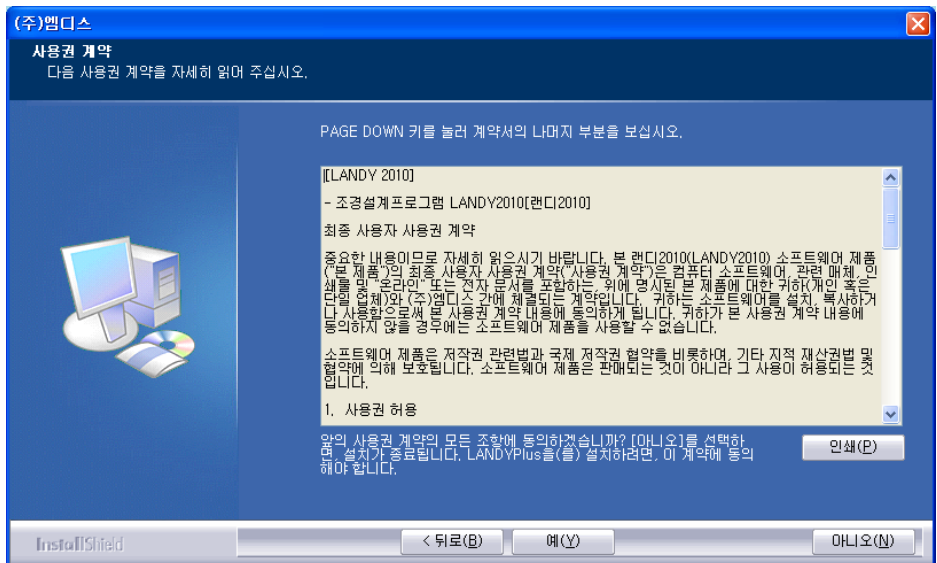 (주)엠디스
사용권 계약
다음 사용권 계약을 자세히 읽어 주십시오.
PAGE DOWN 키를 눌러 계약서의 나머지 부분을 보십시오.
[LANDY 2010]
- 조경설계프로그램 LANDY2010[랜디2010]
최종 사용자 사용권 계약
중요한 내용이므로 자세히 읽으시기 바랍니다. 본 랜디2010(LANDY2010) 소프트웨어 제품
("본 제품")의 최종 사용자 사용권 계약("사용권 계약")은 컴퓨터 소프트웨어, 관련 매체, 인
쇄물 및 "온라인" 또는 전자 문서를 포함하는, 위에 명시된 본 제품에 대한 귀하(개인 혹은
단일 업체)와 (주)엠디스 간에 체결되는 계약입니다. 귀하는 소프트웨어를 설치, 복사하거
나 사용함으로써 본 사용권 계약 내용에 동의하게 됩니다. 귀하가 본 사용권 계약 내용에
동의하지 않을 경우에는 소프트웨어 제품을 사용할 수 없습니다.
소프트웨어 제품은 저작권 관련법과 국제 저작권 협약을 비롯하여, 기타 지적 재산권법 및
협약에 의해 보호됩니다. 소프트웨어 제품은 판매되는 것이 아니라 그 사용이 허용되는 것
입니다.
1. 사용권 허용
앞의 사용권 계약의 모든 조항에 동의하겠습니까? [아니오]를 선택하
면, 설치가 종료됩니다. LANDYPlus을(를) 설치하려면, 이 계약에 동의
해야 합니다.
인쇄(P)
InstallShield
< 뒤로(B)
예(Y)
아니오(N)